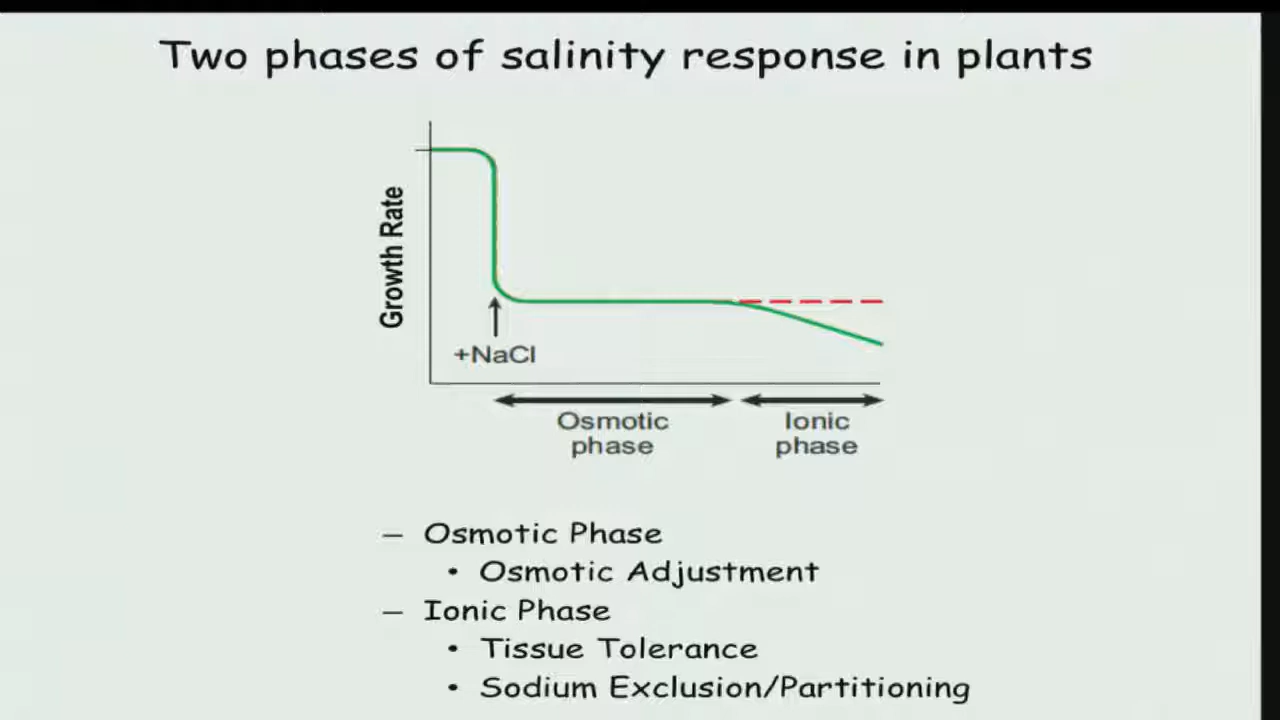 Two phases of salinity response in plants
Growth Rate
+NaCl
Osmotic
phase
Ionic
phase
– Osmotic Phase
• Osmotic Adjustment
– Ionic Phase
• Tissue Tolerance
• Sodium Exclusion/Partitioning